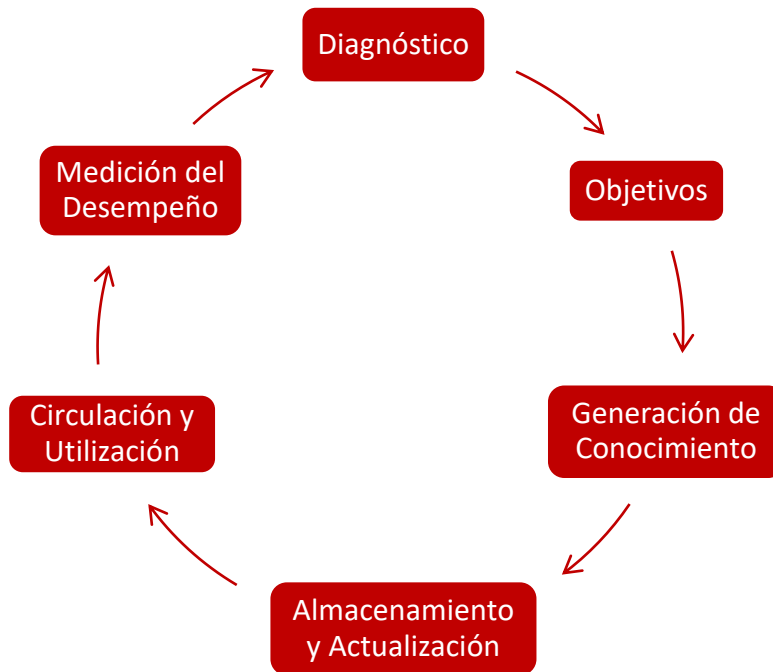 Diagnóstico
Objetivos
Generación de
Conocimiento
Almacenamiento
y Actualización
Circulación y
Utilización
Medición del
Desempeño